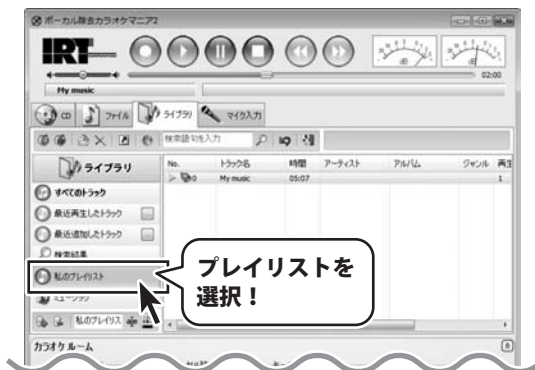 ボーカル除去カラオケマニア2
IRT
02:00
My music
CD ファイル ライブラリ マイク入力
検索語句を入力
ライブラリ
No. トラック名 時間 アーティスト アルバム ジャンル 再生
0 My music 05:07 1
すべてのトラック
最近再生したトラック
最近追加したトラック
検索結果
私のプレイリスト
ミュージック
プレイリストを
選択！
私のプレイリス
カラオケルーム